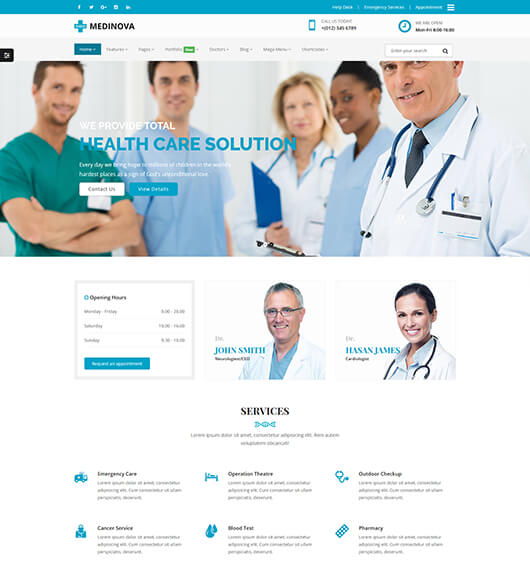 Help Desk | Emergency Services | Appointment
MEDINOVA
CALL US TODAY!
+(012) 345 6789
WE ARE OPEN!
Mon-Fri 8:00-16:00
Home Features Pages Portfolio New Doctors Blog Mega Menu Shortcodes
Enter your search
WE PROVIDE TOTAL
HEALTH CARE SOLUTION
Every day we bring hope to millions of children in the world's
hardest places as a sign of God's unconditional love.
Contact Us View Details
Opening Hours
Monday - Friday 8.00 - 20.00
Saturday 10.00 - 16.00
Sunday 9.30 - 18.00
Request an appointment
Dr.
JOHN SMITH
Neurologiest/CEO
Dr.
HASAN JAMES
Cardiologist
SERVICES
Lorem ipsum dolor sit amet, consectetur adipisicing elit. Rem autem
voluptatem obcaecati!
Emergency Care
Lorem ipsum dolor sit amet, consectetur
adipisicing elit. Cum consectetur sit ullam
perspiciatis, deserunt.
Operation Theatre
Lorem ipsum dolor sit amet, consectetur
adipisicing elit. Cum consectetur sit ullam
perspiciatis, deserunt.
Outdoor Checkup
Lorem ipsum dolor sit amet, consectetur
adipisicing elit. Cum consectetur sit ullam
perspiciatis, deserunt.
Cancer Service
Lorem ipsum dolor sit amet, consectetur
adipisicing elit. Cum consectetur sit ullam
perspiciatis, deserunt.
Blood Test
Lorem ipsum dolor sit amet, consectetur
adipisicing elit. Cum consectetur sit ullam
perspiciatis, deserunt.
Pharmacy
Lorem ipsum dolor sit amet, consectetur
adipisicing elit. Cum consectetur sit ullam
perspiciatis, deserunt.